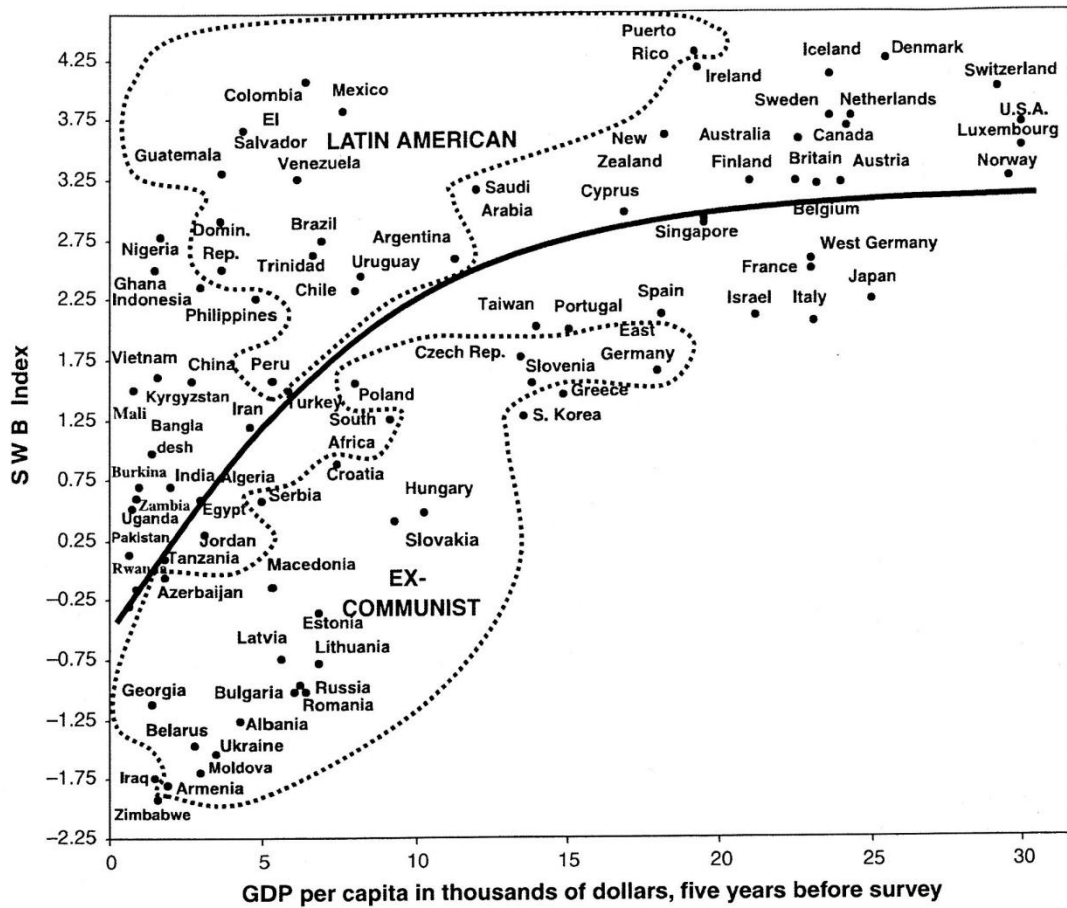 Puerto
Rico
Iceland
Denmark
4.25
Ireland
Switzerland
Colombia
Mexico
Sweden
Netherlands
U.S.A.
3.75
El
Salvador
LATIN AMERICAN
New
Zealand
Australia
Canada
Luxembourg
Guatemala
Venezuela
Finland
Britain
Austria
Norway
3.25
Saudi
Arabia
Cyprus
Belgium
Domin.
Rep.
Brazil
Argentina
Singapore
2.75
Nigeria
Trinidad
Uruguay
West Germany
France
Ghana
Indonesia
Chile
Japan
2.25
Philippines
Taiwan
Portugal
Spain
Israel
Italy
East
Germany
Vietnam
China
Peru
Czech Rep.
Slovenia
1.75
Kyrgyzstan
Turkey
Poland
Greece
Mali
Iran
South
Africa
S. Korea
1.25
Bangla
desh
Croatia
Burkina
India
Algeria
Serbia
Hungary
0.75
Zambia
Uganda
Egypt
Slovakia
Pakistan
Jordan
0.25
Rwanda
Tanzania
Macedonia
EX-
COMMUNIST
Azerbaijan
−0.25
Estonia
Latvia
Lithuania
−0.75
Georgia
Bulgaria
Russia
Romania
−1.25
Belarus
Albania
Ukraine
Moldova
−1.75
Iraq
Armenia
Zimbabwe
−2.25
0 5 10 15 20 25 30
SWB Index
GDP per capita in thousands of dollars, five years before survey